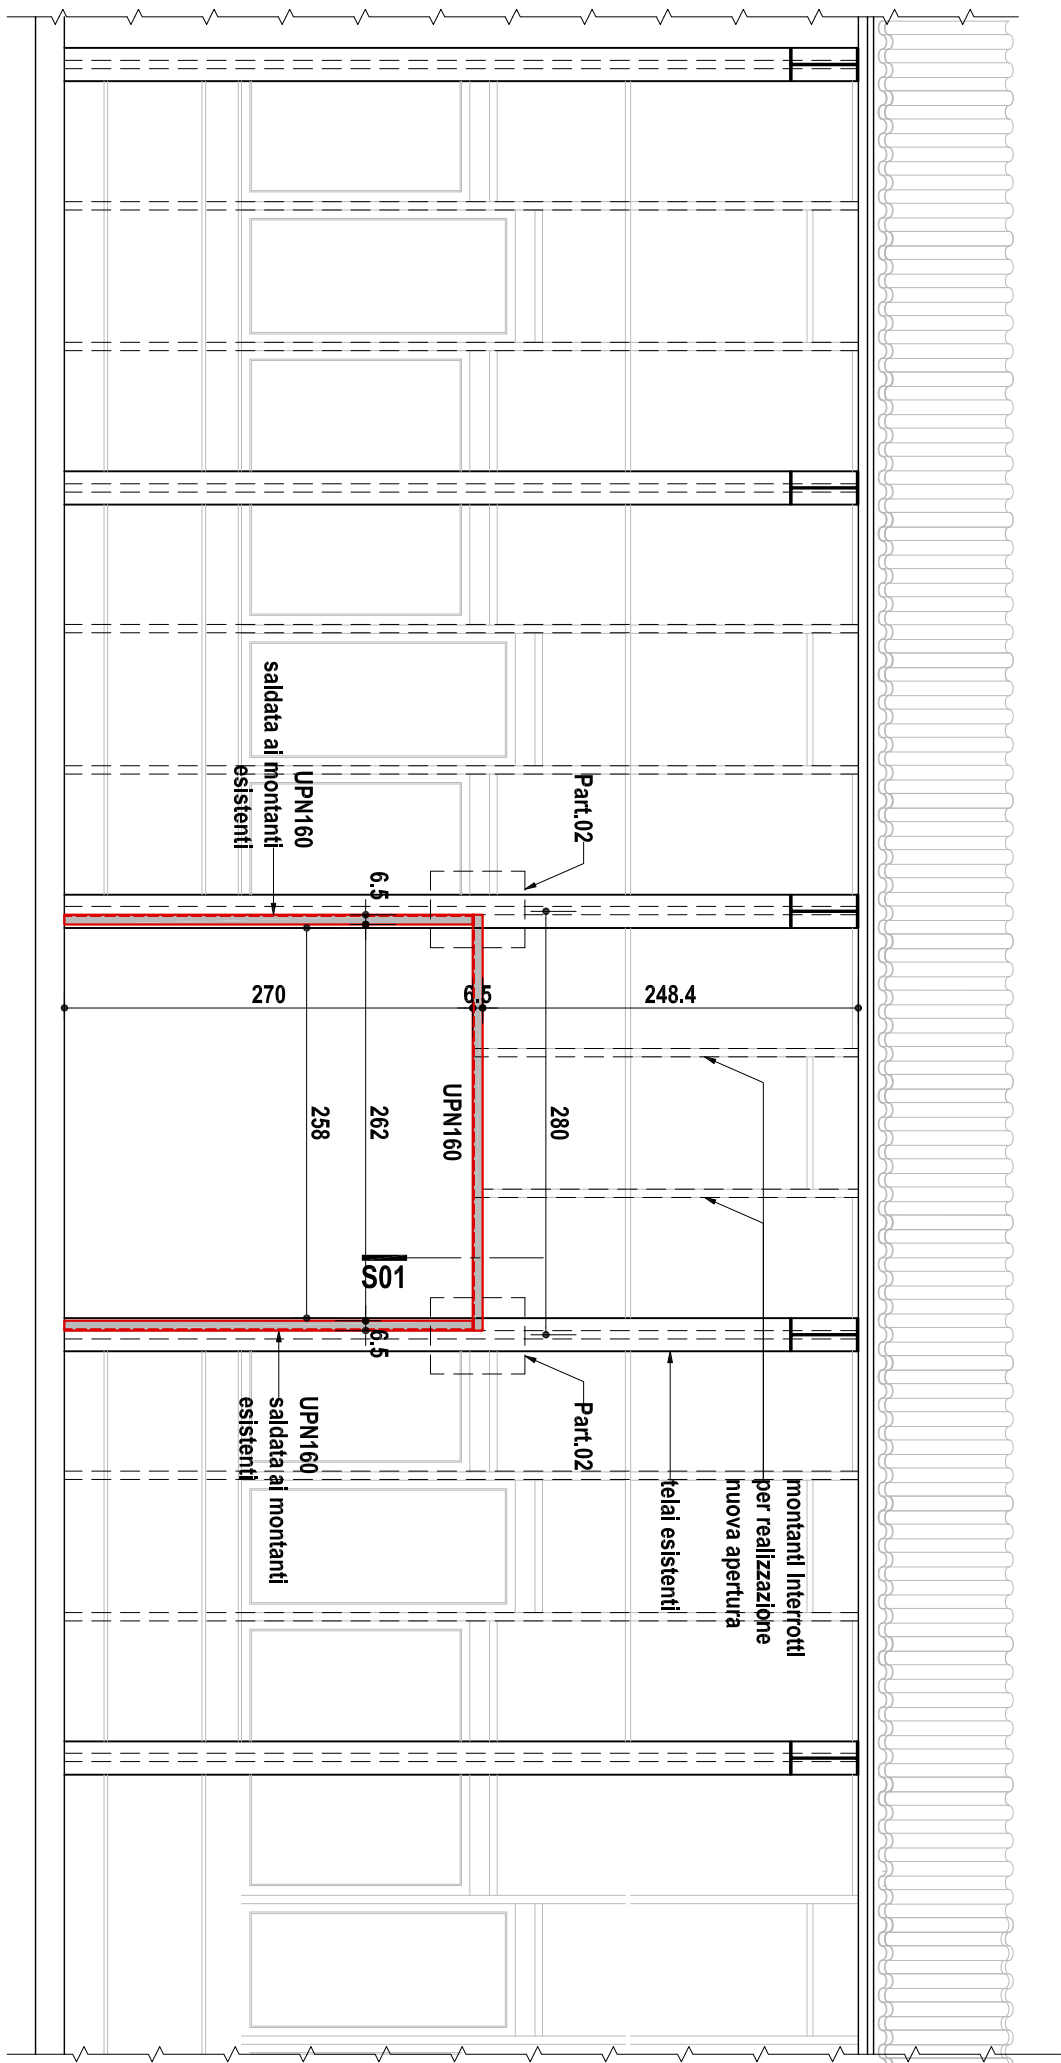 UPN160
saldata ai montanti
esistenti
Part.02
6.5
270
6.5
248.4
258
262
UPN160
280
S01
6.5
UPN160
saldata ai montanti
esistenti
Part.02
telai esistenti
montanti interrotti
per realizzazione
nuova apertura